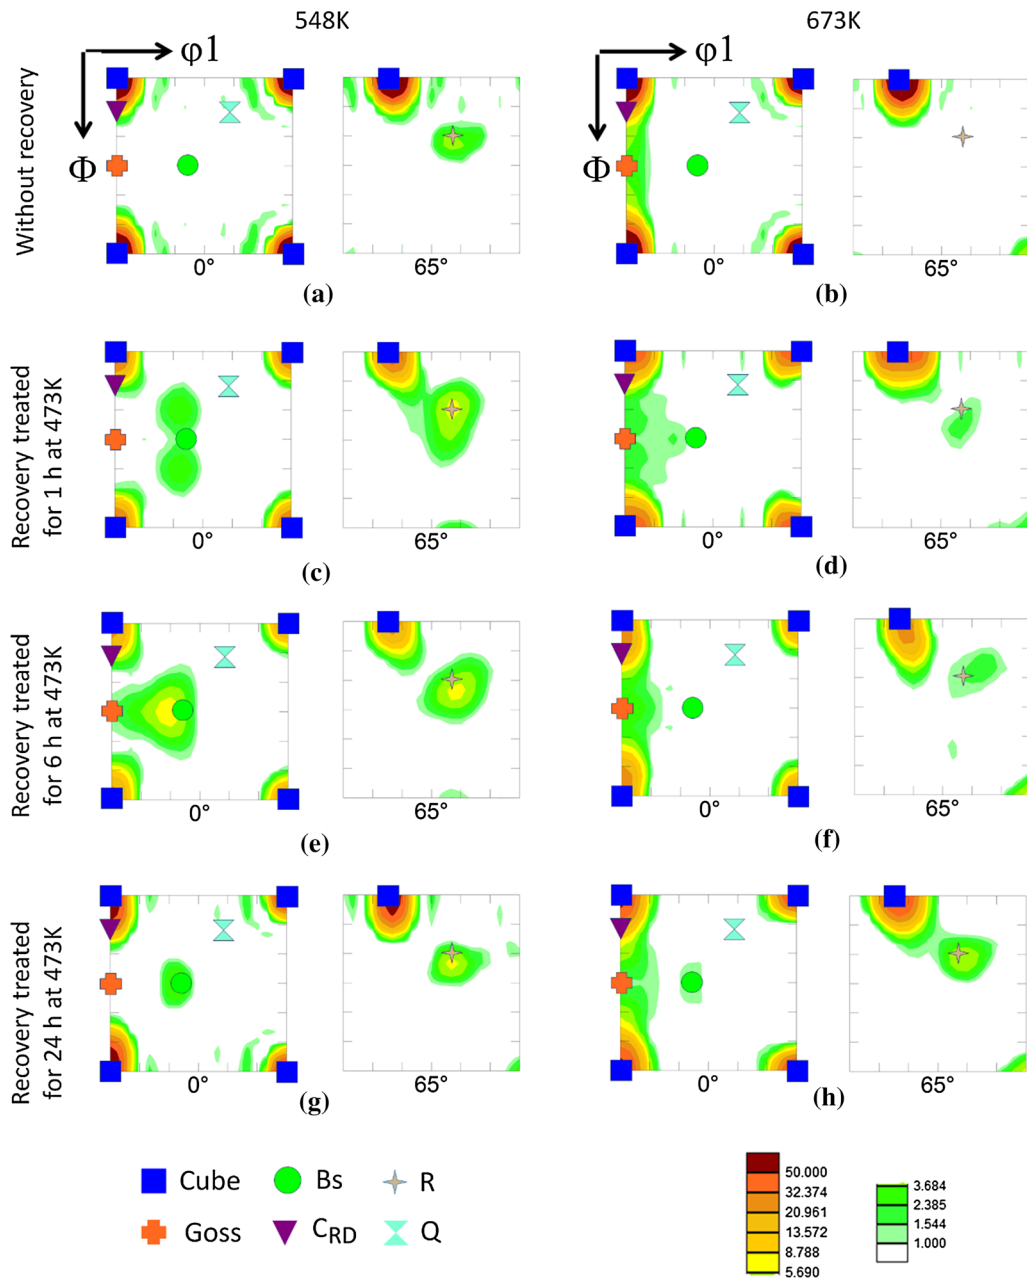 548K
673K
φ1
φ1
Φ
Φ
Without recovery
0°
65°
0°
65°
(a)
(b)
Recovery treated
for 1 h at 473K
0°
65°
0°
65°
(c)
(d)
Recovery treated
for 6 h at 473K
0°
65°
0°
65°
(e)
(f)
Recovery treated
for 24 h at 473K
0°
65°
0°
65°
(g)
(h)
Cube
Bs
R
Goss
CRD
Q
50.000
32.374
20.961
13.572
8.788
5.690
3.684
2.385
1.544
1.000